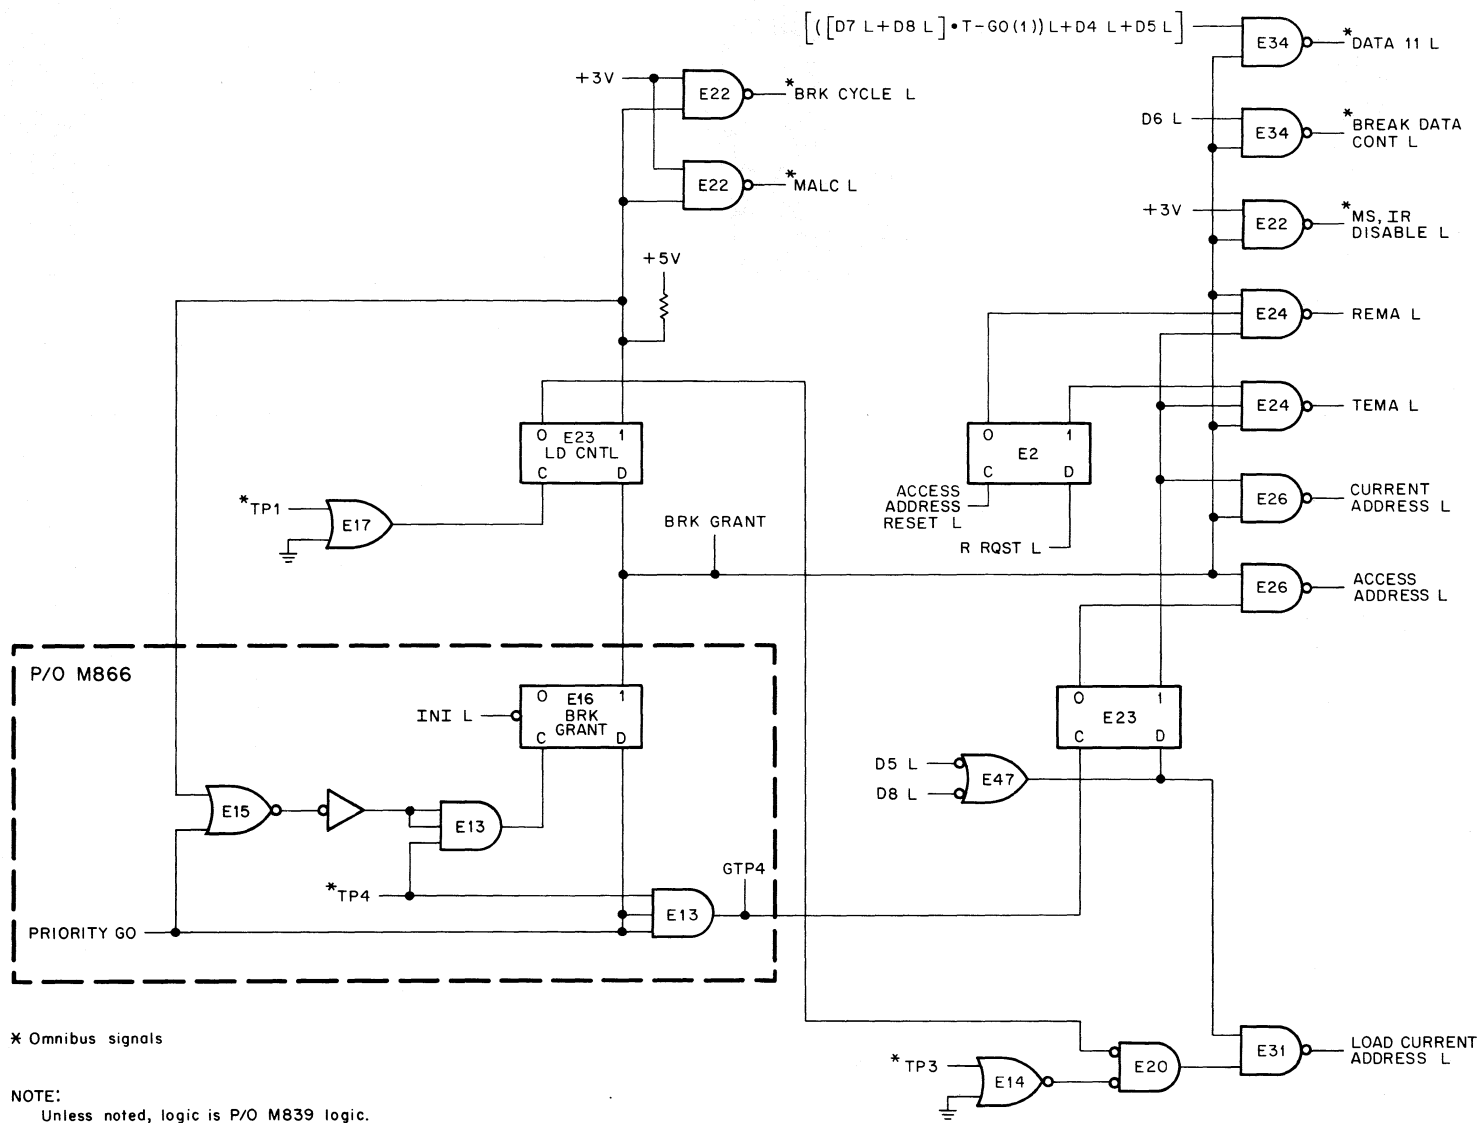 [([D7 L+D8 L]•T-GO(1))L+D4 L+D5 L]
E34
*DATA 11 L
+3V
E22
*BRK CYCLE L
D6 L
E34
*BREAK DATA
CONT L
E22
*MALC L
+3V
E22
*MS,IR
DISABLE L
+5V
E24
REMA L
E24
TEMA L
0
E23
1
LD CNTL
C
D
0
1
E2
C
D
*TP1
E17
ACCESS
ADDRESS
RESET L
R RQST L
E26
CURRENT
ADDRESS L
BRK GRANT
E26
ACCESS
ADDRESS L
P/O M866
INI L
0
E16
1
BRK
GRANT
C
D
0
1
E23
C
D
D5 L
D8 L
E47
E15
E13
*TP4
GTP4
E13
PRIORITY GO
* Omnibus signals
*TP3
E14
E20
E31
LOAD CURRENT
ADDRESS L
NOTE:
Unless noted, logic is P/O M839 logic.